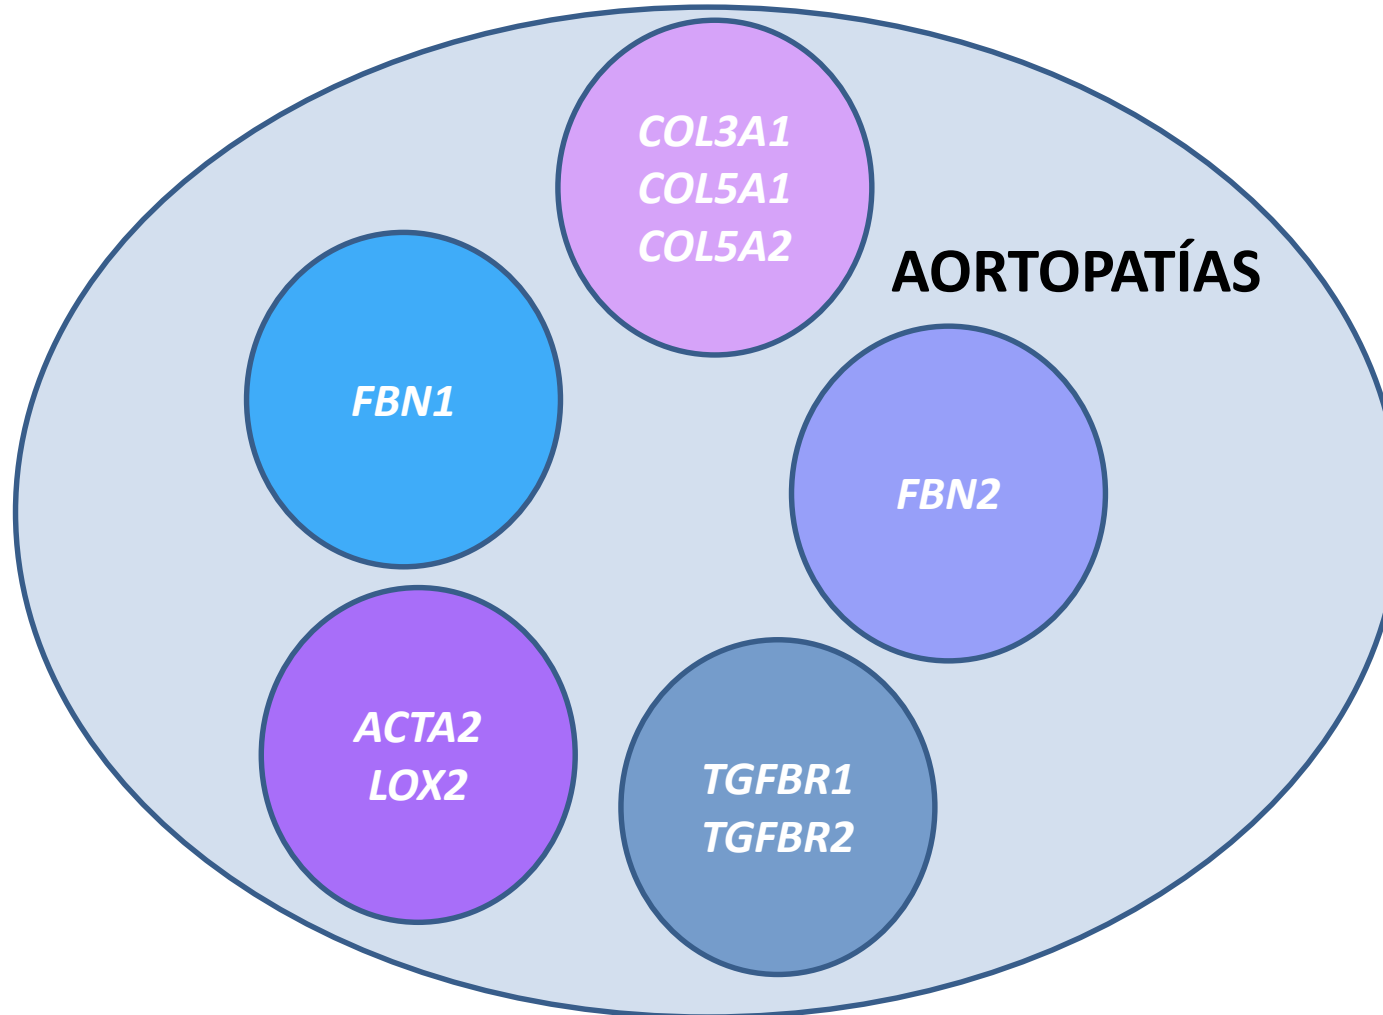 COL3A1
COL5A1
COL5A2
AORTOPATÍAS
FBN1
FBN2
ACTA2
LOX2
TGFBR1
TGFBR2